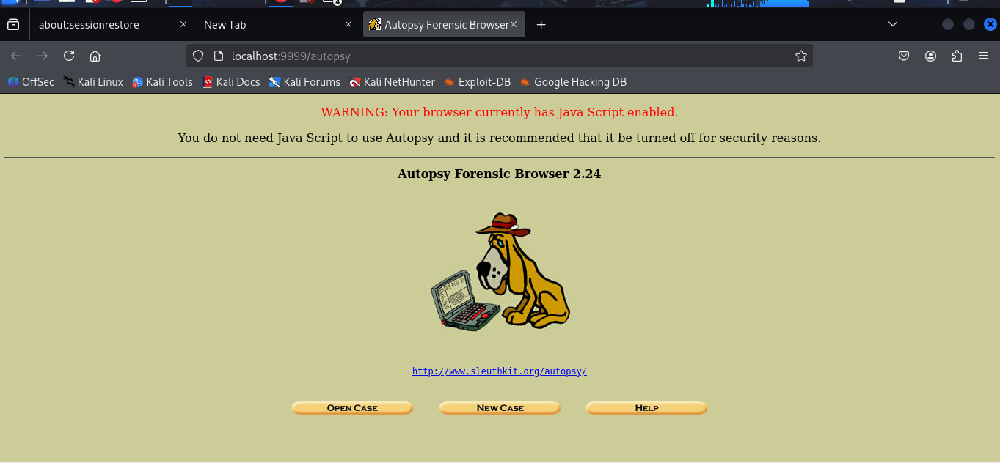 4
about:sessionrestore
New Tab
Autopsy Forensic Browser
localhost:9999/autopsy
OffSec Kali Linux Kali Tools Kali Docs Kali Forums Kali NetHunter Exploit-DB Google Hacking DB
WARNING: Your browser currently has Java Script enabled.
You do not need Java Script to use Autopsy and it is recommended that it be turned off for security reasons.
Autopsy Forensic Browser 2.24
http://www.sleuthkit.org/autopsy/
OPEN CASE NEW CASE HELP